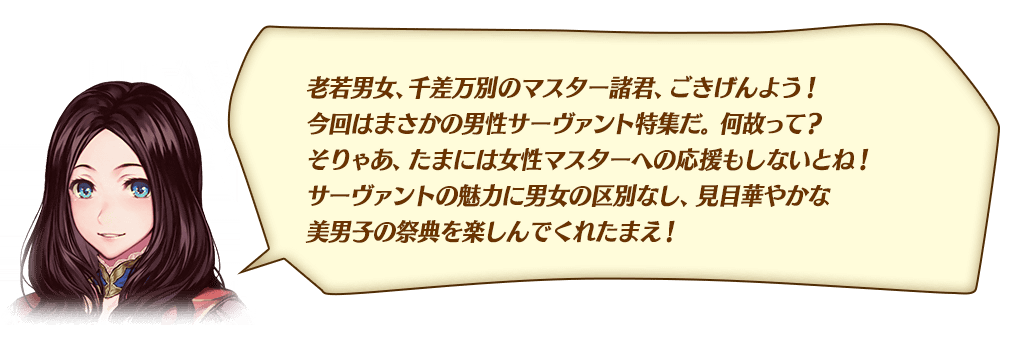 老若男女、千差万別のマスター諸君、ごきげんよう！
今回はまさかの男性サーヴァント特集だ。何故って？
そりゃあ、たまには女性マスターへの応援もしないとね！
サーヴァントの魅力に男女の区別なし、見目華やかな
美男子の祭典を楽しんでくれたまえ！